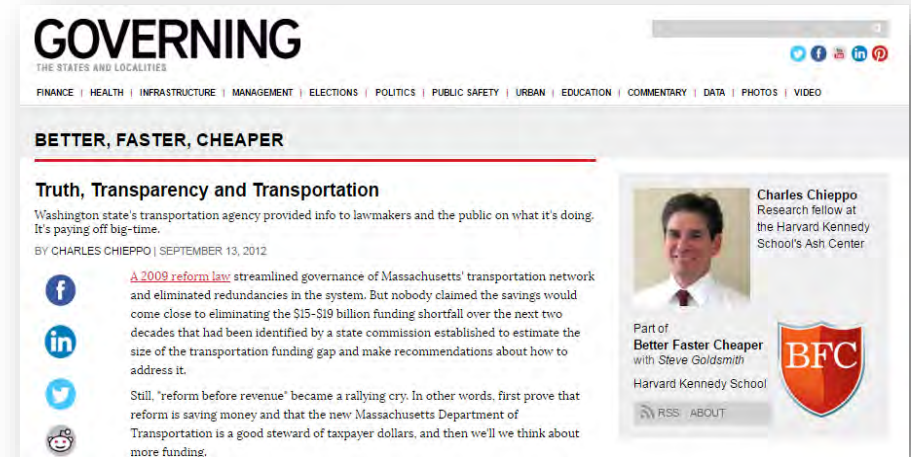 GOVERNING
THE STATES AND LOCALITIES
FINANCE | HEALTH | INFRASTRUCTURE | MANAGEMENT | ELECTIONS | POLITICS | PUBLIC SAFETY | URBAN | EDUCATION | COMMENTARY | DATA | PHOTOS | VIDEO
BETTER, FASTER, CHEAPER
Truth, Transparency and Transportation
Washington state's transportation agency provided info to lawmakers and the public on what it's doing.
It's paying off big-time.
BY CHARLES CHIEPPO | SEPTEMBER 13, 2012
A 2009 reform law streamlined governance of Massachusetts' transportation network
and eliminated redundancies in the system. But nobody claimed the savings would
come close to eliminating the $15-$19 billion funding shortfall over the next two
decades that had been identified by a state commission established to estimate the
size of the transportation funding gap and make recommendations about how to
address it.
Still, "reform before revenue" became a rallying cry. In other words, first prove that
reform is saving money and that the new Massachusetts Department of
Transportation is a good steward of taxpayer dollars, and then we'll we think about
more funding.
Charles Chieppo
Research fellow at
the Harvard Kennedy
School's Ash Center
Part of
Better Faster Cheaper
with Steve Goldsmith
Harvard Kennedy School
BFC
RSS ABOUT